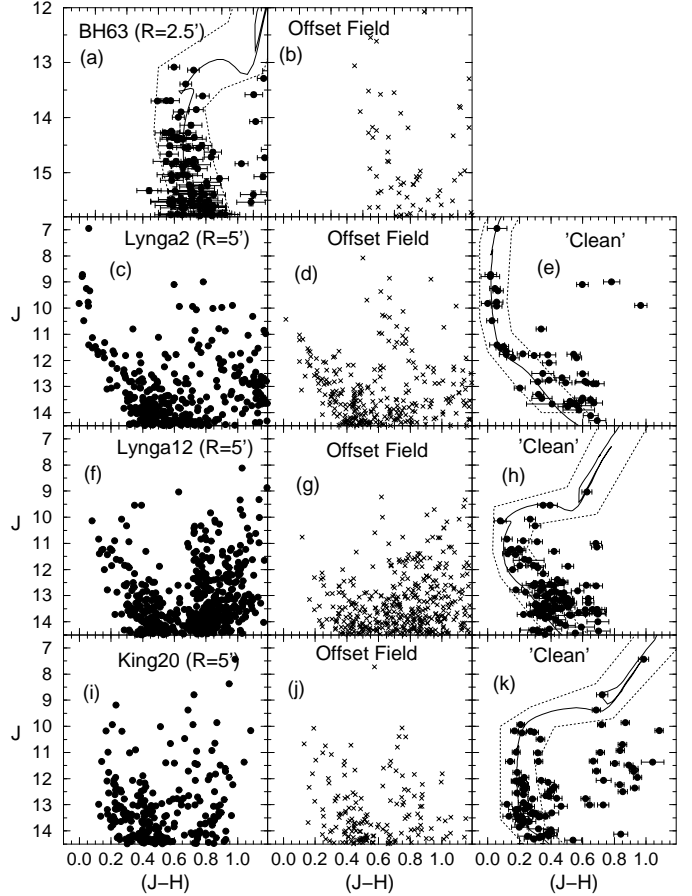 12
13
14
15
BH63 (R=2.5')
(a)
Offset Field
(b)
7
8
9
10
11
12
13
14
J
Lynga2 (R=5')
(c)
Offset Field
(d)
'Clean'
(e)
7
8
9
10
11
12
13
14
J
Lynga12 (R=5')
(f)
Offset Field
(g)
'Clean'
(h)
7
8
9
10
11
12
13
14
J
King20 (R=5')
(i)
Offset Field
(j)
'Clean'
(k)
0.0 0.2 0.4 0.6 0.8 1.0
0.0 0.2 0.4 0.6 0.8 1.0
0.0 0.2 0.4 0.6 0.8 1.0
(J−H)
(J−H)
(J−H)